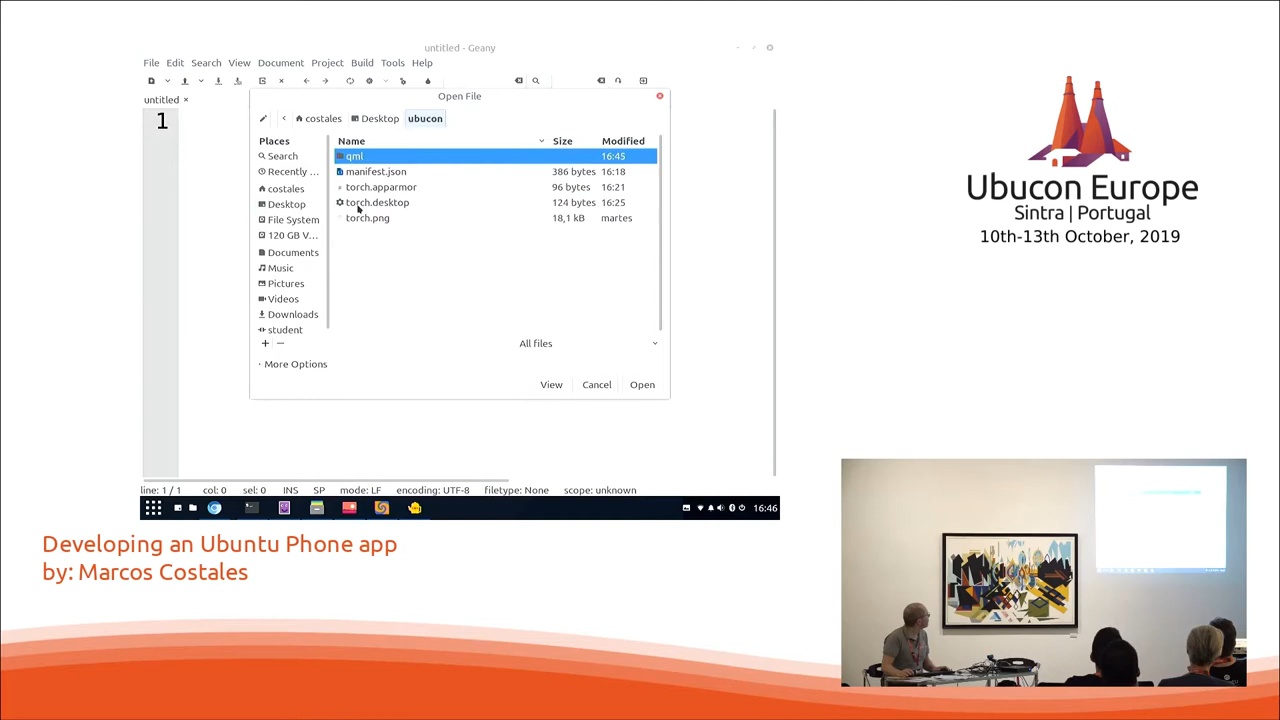 untitled - Geany
File Edit Search View Document Project Build Tools Help
untitled
1
Open File
costales Desktop ubucon
Places
Search
Recently ...
costales
Desktop
File System
120 GB V...
Documents
Music
Pictures
Videos
Downloads
student
Name Size Modified
qml 16:45
manifest.json 386 bytes 16:18
torch.apparmor 96 bytes 16:21
torch.desktop 124 bytes 16:25
torch.png 18,1 kB martes
All files
More Options
View Cancel Open
line: 1 / 1 col: 0 sel: 0 INS SP mode: LF encoding: UTF-8 filetype: None scope: unknown
16:46
Ubucon Europe
Sintra | Portugal
10th-13th October, 2019
Developing an Ubuntu Phone app
by: Marcos Costales